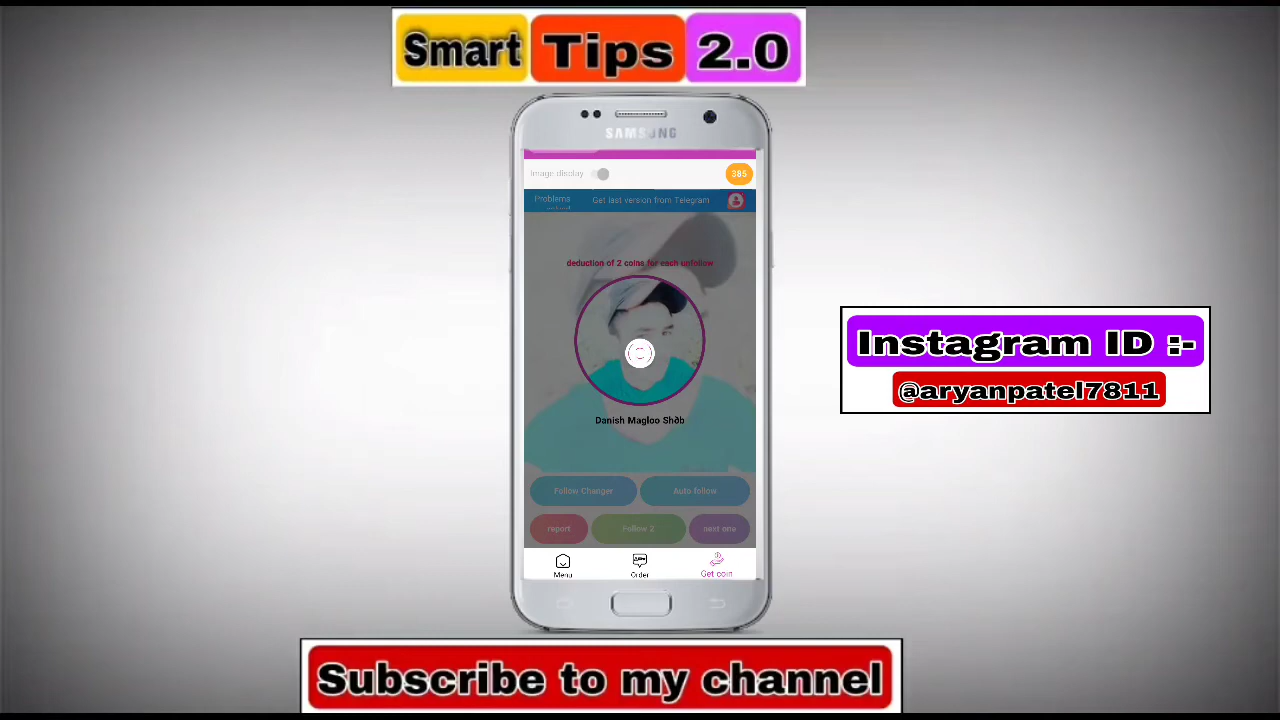 Smart Tips 2.0
SAMSUNG
Image display
385
Problems
Get last version from Telegram
deduction of 2 coins for each unfollow
Danish Magloo Shðb
Follow Changer
Auto follow
report
Follow 2
next one
Menu
Order
Get coin
Instagram ID :-
@aryanpatel7811
Subscribe to my channel